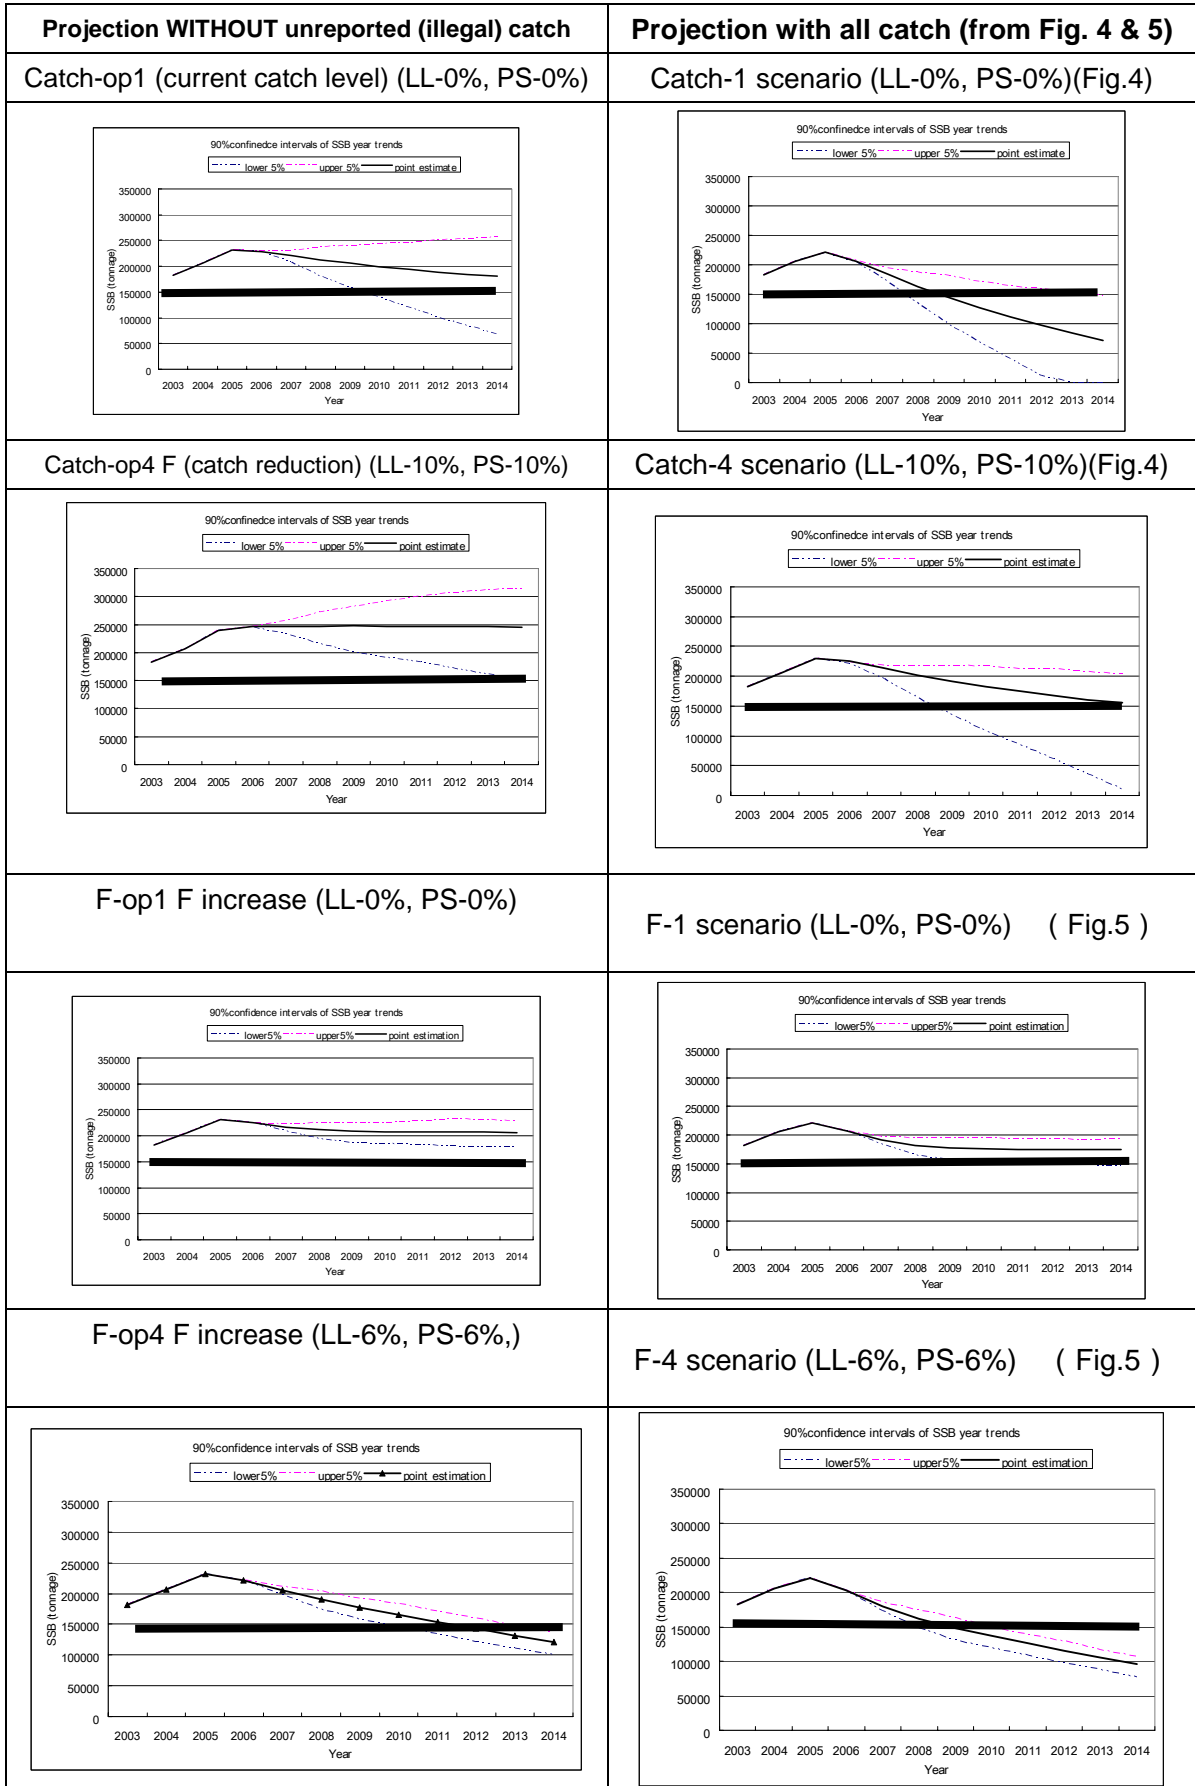 Projection WITHOUT unreported (illegal) catch
Projection with all catch (from Fig. 4 & 5)
Catch-op1 (current catch level) (LL-0%, PS-0%)
Catch-1 scenario (LL-0%, PS-0%)(Fig.4)
90%confinedce intervals of SSB year trends
lower 5% upper 5% point estimate
SSB (tonnage)
350000
300000
250000
200000
150000
100000
50000
0
2003 2004 2005 2006 2007 2008 2009 2010 2011 2012 2013 2014
Year
90%confinedce intervals of SSB year trends
lower 5% upper 5% point estimate
SSB (tonnage)
350000
300000
250000
200000
150000
100000
50000
0
2003 2004 2005 2006 2007 2008 2009 2010 2011 2012 2013 2014
Year
Catch-op4 F (catch reduction) (LL-10%, PS-10%)
Catch-4 scenario (LL-10%, PS-10%)(Fig.4)
90%confinedce intervals of SSB year trends
lower 5% upper 5% point estimate
SSB (tonnage)
350000
300000
250000
200000
150000
100000
50000
0
2003 2004 2005 2006 2007 2008 2009 2010 2011 2012 2013 2014
Year
90%confinedce intervals of SSB year trends
lower 5% upper 5% point estimate
SSB (tonnage)
350000
300000
250000
200000
150000
100000
50000
0
2003 2004 2005 2006 2007 2008 2009 2010 2011 2012 2013 2014
Year
F-op1 F increase (LL-0%, PS-0%)
F-1 scenario (LL-0%, PS-0%) ( Fig.5 )
90%confidence intervals of SSB year trends
lower5% upper5% point estimation
SSB (tonnage)
350000
300000
250000
200000
150000
100000
50000
0
2003 2004 2005 2006 2007 2008 2009 2010 2011 2012 2013 2014
Year
90%confidence intervals of SSB year trends
lower5% upper5% point estimation
SSB (tonnage)
350000
300000
250000
200000
150000
100000
50000
0
2003 2004 2005 2006 2007 2008 2009 2010 2011 2012 2013 2014
Year
F-op4 F increase (LL-6%, PS-6%,)
F-4 scenario (LL-6%, PS-6%) ( Fig.5 )
90%confidence intervals of SSB year trends
lower5% upper5% point estimation
SSB (tonnage)
350000
300000
250000
200000
150000
100000
50000
0
2003 2004 2005 2006 2007 2008 2009 2010 2011 2012 2013 2014
Year
90%confidence intervals of SSB year trends
lower5% upper5% point estimation
SSB (tonnage)
350000
300000
250000
200000
150000
100000
50000
0
2003 2004 2005 2006 2007 2008 2009 2010 2011 2012 2013 2014
Year